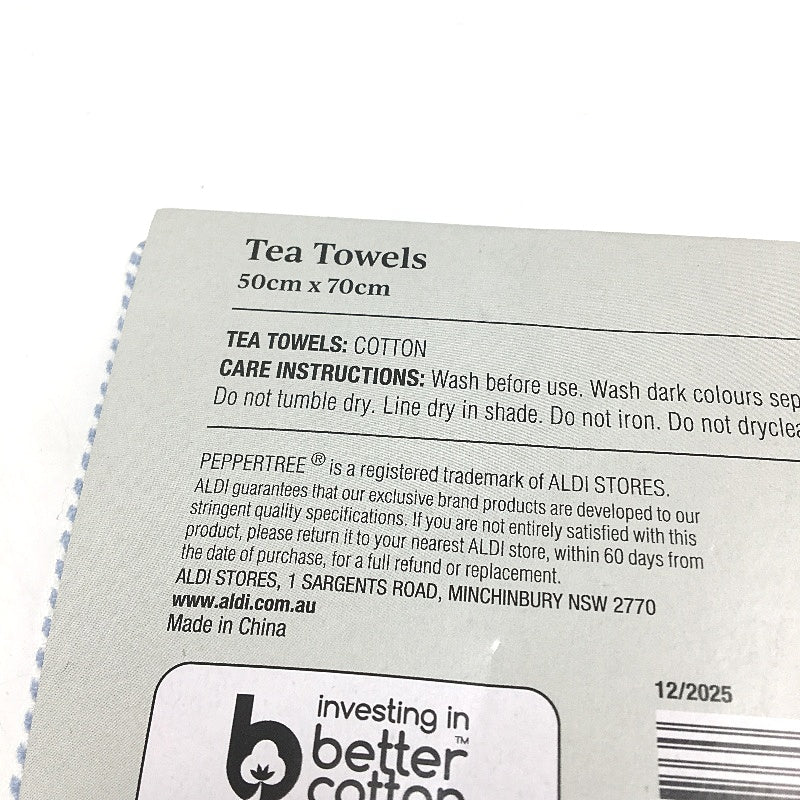 Tea Towels
50cm x 70cm
TEA TOWELS: COTTON
CARE INSTRUCTIONS: Wash before use. Wash dark colours sep
Do not tumble dry. Line dry in shade. Do not iron. Do not dryclea
PEPPERTREE ® is a registered trademark of ALDI STORES.
ALDI guarantees that our exclusive brand products are developed to our
stringent quality specifications. If you are not entirely satisfied with this
product, please return it to your nearest ALDI store, within 60 days from
the date of purchase, for a full refund or replacement.
ALDI STORES, 1 SARGENTS ROAD, MINCHINBURY NSW 2770
www.aldi.com.au
Made in China
12/2025
investing in
better™
cotton